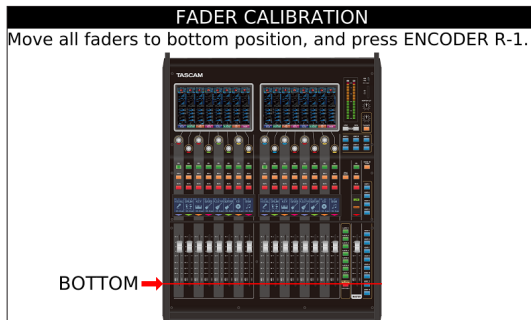 FADER CALIBRATION
Move all faders to bottom position, and press ENCODER R-1.
TASCAM
BOTTOM